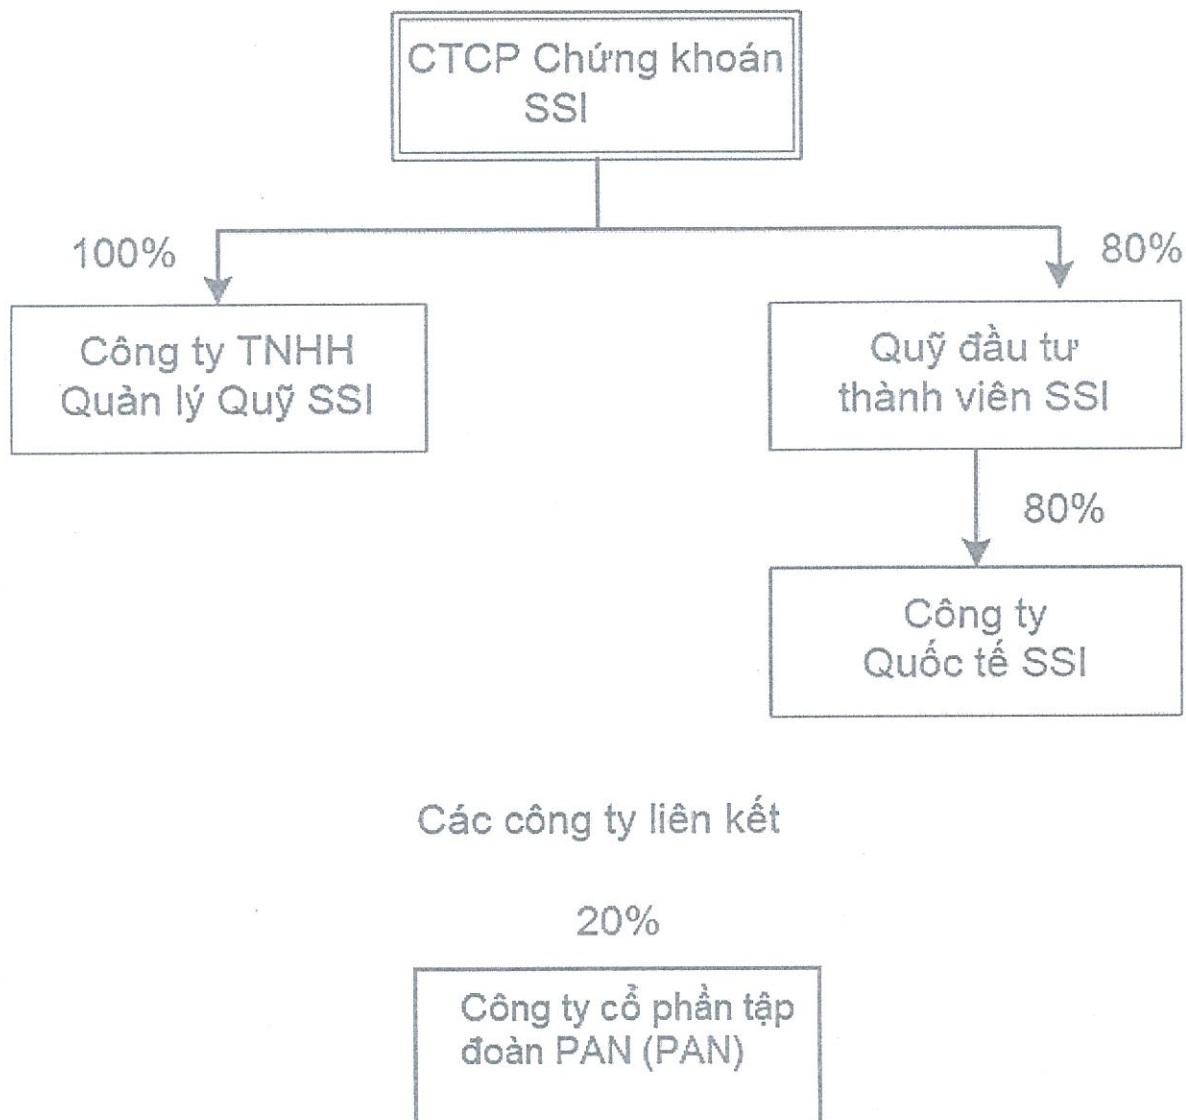 CTCP Chứng khoán
SSI
100%
80%
Công ty TNHH
Quản lý Quỹ SSI
Quỹ đầu tư
thành viên SSI
80%
Công ty
Quốc tế SSI
Các công ty liên kết
20%
Công ty cổ phần tập
đoàn PAN (PAN)